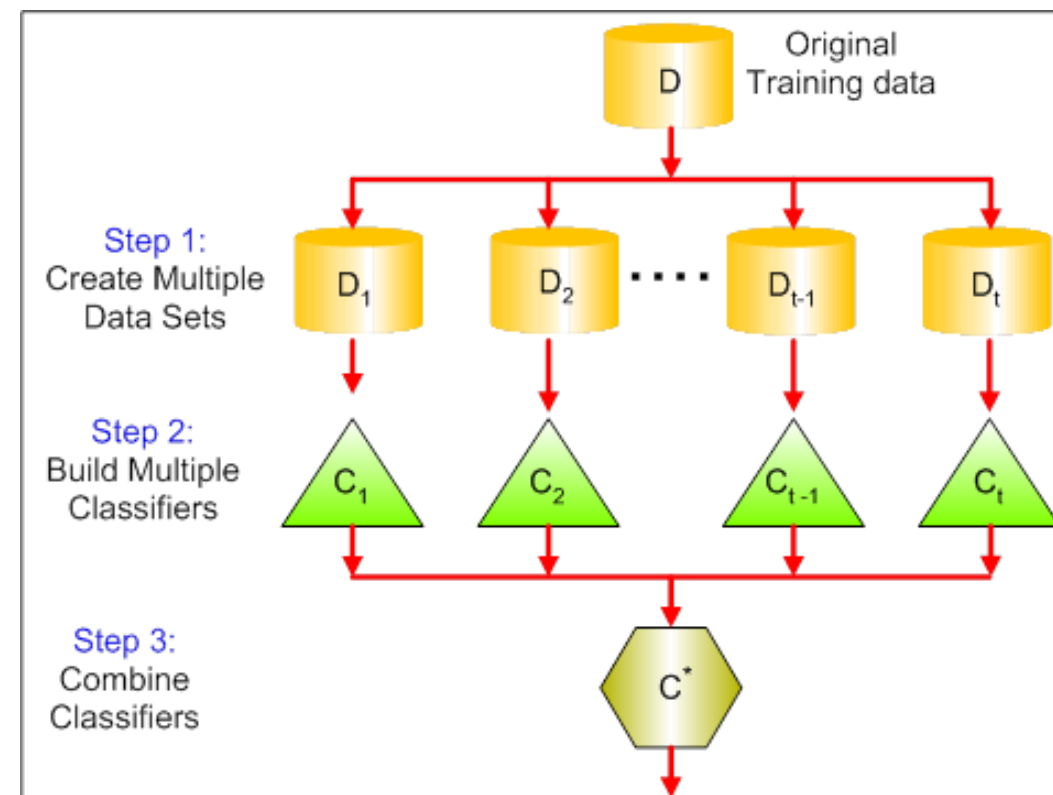 D
Original
Training data
Step 1:
Create Multiple
Data Sets
D₁
D₂
....
Dₜ₋₁
Dₜ
Step 2:
Build Multiple
Classifiers
C₁
C₂
Cₜ₋₁
Cₜ
Step 3:
Combine
Classifiers
C*